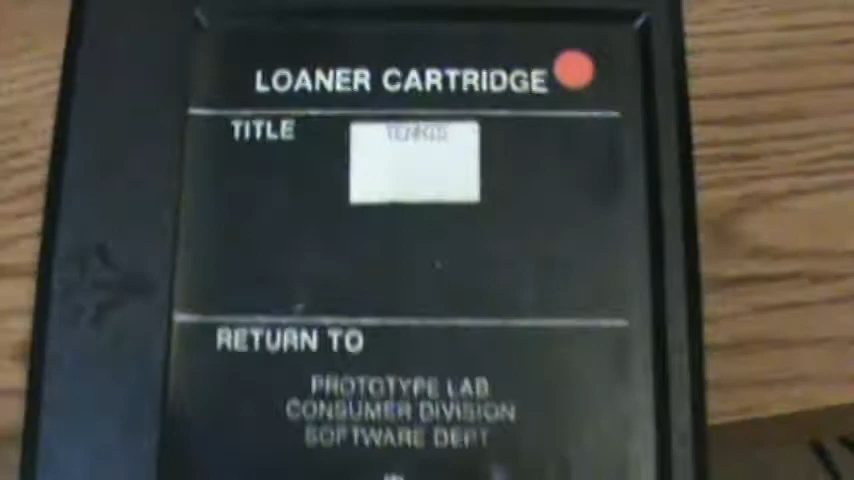 LOANER CARTRIDGE
TITLE
TENNIS
RETURN TO
PROTOTYPE LAB
CONSUMER DIVISION
SOFTWARE DEPT